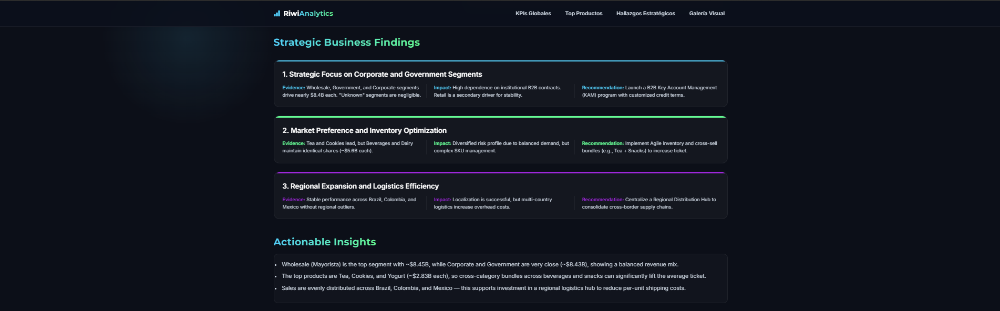 RiwiAnalytics
KPIs Globales
Top Productos
Hallazgos Estratégicos
Galería Visual
Strategic Business Findings
1. Strategic Focus on Corporate and Government Segments
Evidence: Wholesale, Government, and Corporate segments
drive nearly $8.4B each. "Unknown" segments are negligible.
Impact: High dependence on institutional B2B contracts.
Retail is a secondary driver for stability.
Recommendation: Launch a B2B Key Account Management
(KAM) program with customized credit terms.
2. Market Preference and Inventory Optimization
Evidence: Tea and Cookies lead, but Beverages and Dairy
maintain identical shares (~$5.6B each).
Impact: Diversified risk profile due to balanced demand, but
complex SKU management.
Recommendation: Implement Agile Inventory and cross-sell
bundles (e.g., Tea + Snacks) to increase ticket.
3. Regional Expansion and Logistics Efficiency
Evidence: Stable performance across Brazil, Colombia, and
Mexico without regional outliers.
Impact: Localization is successful, but multi-country
logistics increase overhead costs.
Recommendation: Centralize a Regional Distribution Hub to
consolidate cross-border supply chains.
Actionable Insights
• Wholesale (Mayorista) is the top segment with ~$8.45B, while Corporate and Government are very close (~$8.43B), showing a balanced revenue mix.
• The top products are Tea, Cookies, and Yogurt (~$2.83B each), so cross-category bundles across beverages and snacks can significantly lift the average ticket.
• Sales are evenly distributed across Brazil, Colombia, and Mexico — this supports investment in a regional logistics hub to reduce per-unit shipping costs.